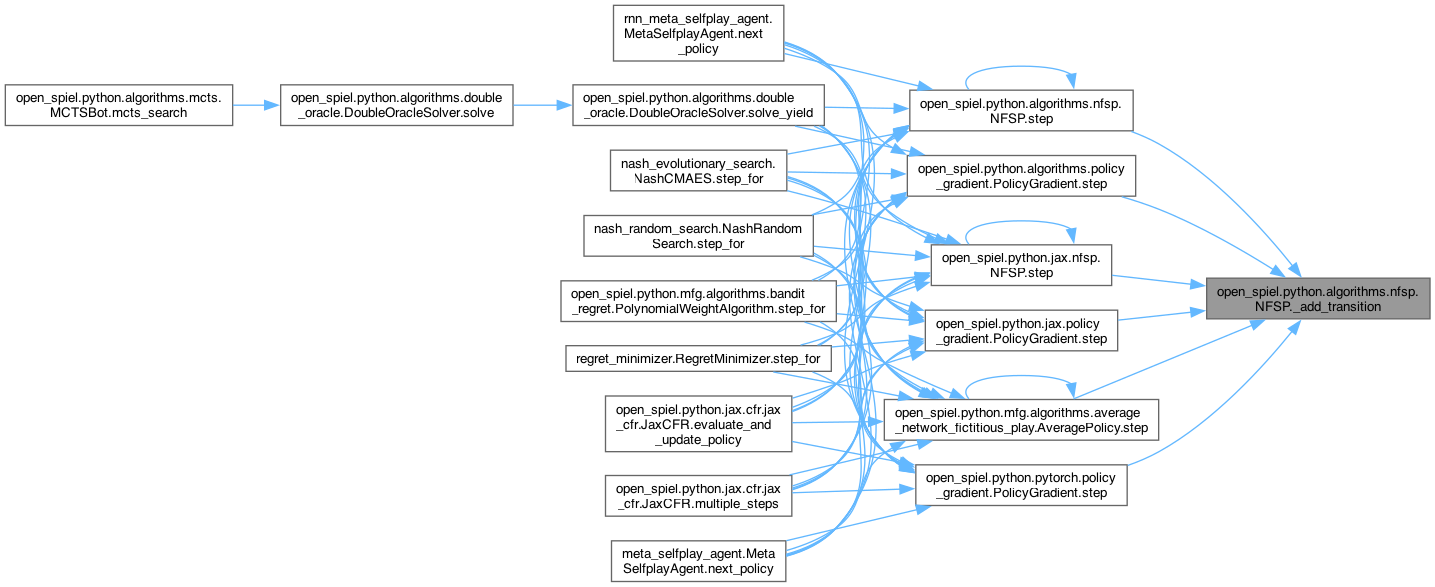 rnn_meta_selfplay_agent.
MetaSelfplayAgent.next
_policy
open_spiel.python.algorithms.mcts.
MCTSBot.mcts_search
open_spiel.python.algorithms.double
_oracle.DoubleOracleSolver.solve
open_spiel.python.algorithms.double
_oracle.DoubleOracleSolver.solve_yield
nash_evolutionary_search.
NashCMAES.step_for
nash_random_search.NashRandom
Search.step_for
open_spiel.python.mfg.algorithms.bandit
_regret.PolynomialWeightAlgorithm.step_for
regret_minimizer.RegretMinimizer.step_for
open_spiel.python.jax.cfr.jax
_cfr.JaxCFR.evaluate_and
_update_policy
open_spiel.python.jax.cfr.jax
_cfr.JaxCFR.multiple_steps
meta_selfplay_agent.Meta
SelfplayAgent.next_policy
open_spiel.python.algorithms.nfsp.
NFSP.step
open_spiel.python.algorithms.policy
_gradient.PolicyGradient.step
open_spiel.python.jax.nfsp.
NFSP.step
open_spiel.python.jax.policy
_gradient.PolicyGradient.step
open_spiel.python.mfg.algorithms.average
_network_fictitious_play.AveragePolicy.step
open_spiel.python.pytorch.policy
_gradient.PolicyGradient.step
open_spiel.python.algorithms.nfsp.
NFSP._add_transition